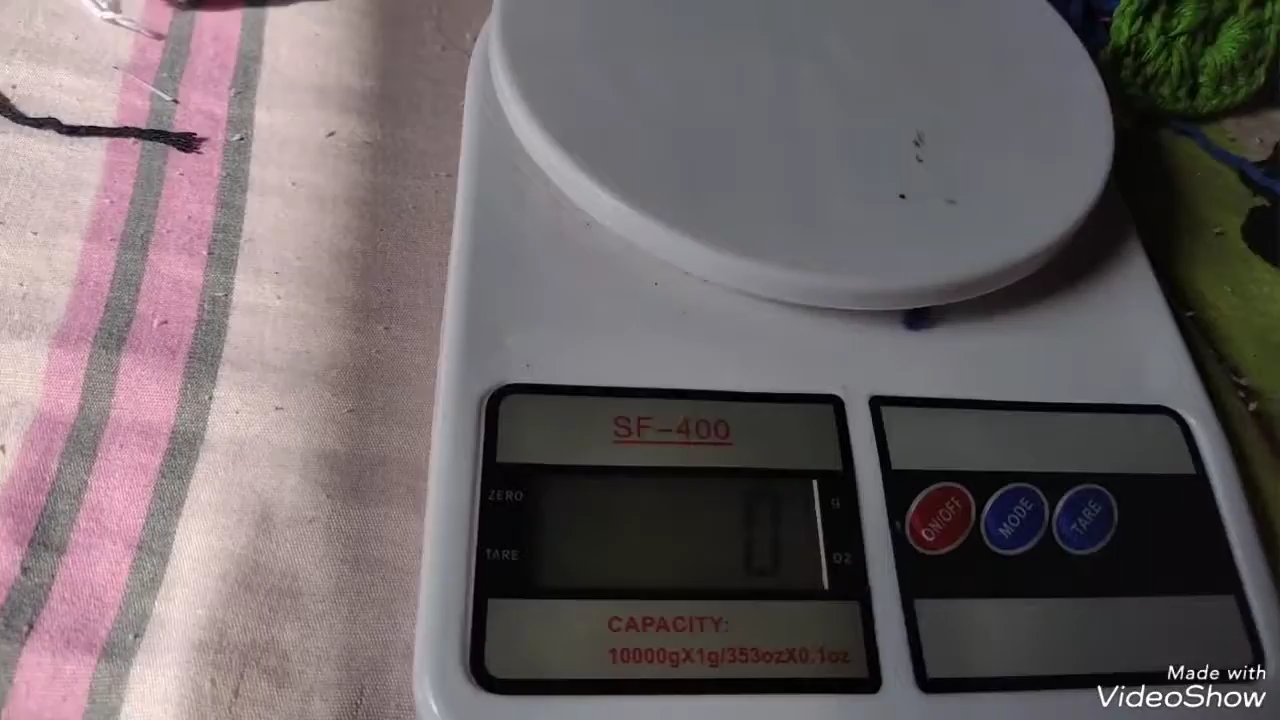 SF-400
ZERO
TARE
0
g
OZ
CAPACITY:
10000gX1g/353ozX0.1oz
ON/OFF
MODE
TARE
Made with
VideoShow